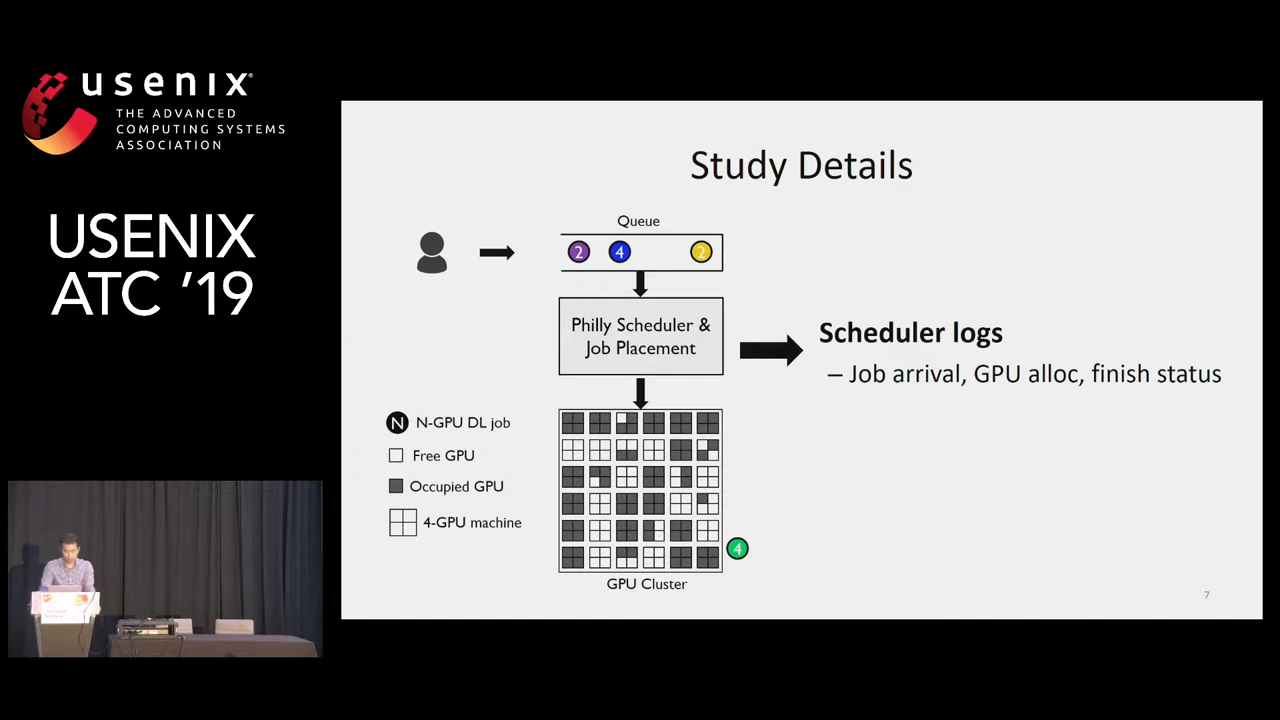 usenix
THE ADVANCED
COMPUTING SYSTEMS
ASSOCIATION
USENIX
ATC ’19
Study Details
Queue
2 4 2
Philly Scheduler &
Job Placement
Scheduler logs
– Job arrival, GPU alloc, finish status
N N-GPU DL job
Free GPU
Occupied GPU
4-GPU machine
4
GPU Cluster
7